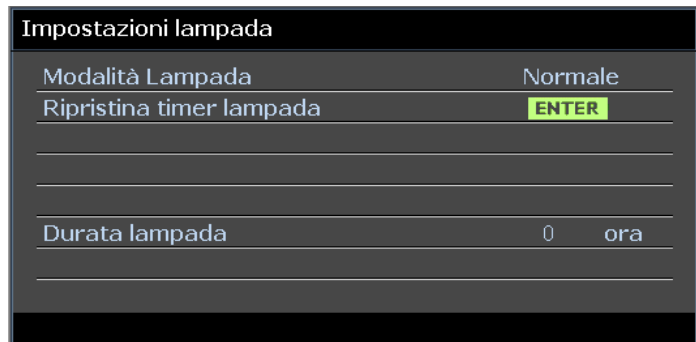 Impostazioni lampada
Modalità Lampada Normale
Ripristina timer lampada ENTER
Durata lampada 0 ora